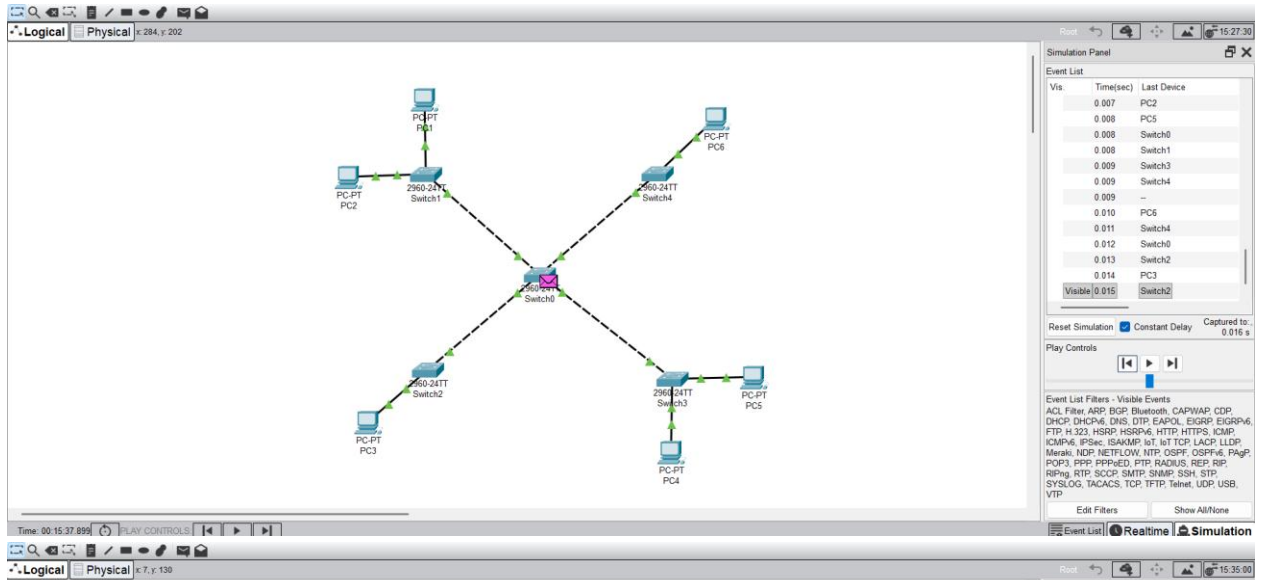 Logical Physical x: 284, y: 202 Root 15:27:30
Simulation Panel
Event List
Vis. Time(sec) Last Device
0.007 PC2
0.008 PC5
0.008 Switch0
0.008 Switch1
0.009 Switch3
0.009 Switch4
0.009 --
0.010 PC6
0.011 Switch4
0.012 Switch0
0.013 Switch2
0.014 PC3
Visible 0.015 Switch2
Reset Simulation Constant Delay Captured to:
0.016 s
Play Controls
Event List Filters - Visible Events
ACL Filter, ARP, BGP, Bluetooth, CAPWAP, CDP,
DHCP, DHCPv6, DNS, DTP, EAPOL, EIGRP, EIGRPv6,
FTP, H.323, HSRP, HSRPv6, HTTP, HTTPS, ICMP,
ICMPv6, IPSec, ISAKMP, IoT, IoT TCP, LACP, LLDP,
Meraki, NDP, NETFLOW, NTP, OSPF, OSPFv6, PAgP,
POP3, PPP, PPPoED, PTP, RADIUS, REP, RIP,
RIPng, RTP, SCCP, SMTP, SNMP, SSH, STP,
SYSLOG, TACACS, TCP, TFTP, Telnet, UDP, USB,
VTP
Edit Filters Show All/None
Event List Realtime Simulation
PC-PT
PC1
PC-PT
PC6
2960-24TT
Switch1
2960-24TT
Switch4
PC-PT
PC2
2960-24TT
Switch0
2960-24TT
Switch2
2960-24TT
Switch3
PC-PT
PC5
PC-PT
PC3
PC-PT
PC4
Time: 00:15:37.899 PLAY CONTROLS:
Logical Physical x: 7, y: 130 Root 15:35:00